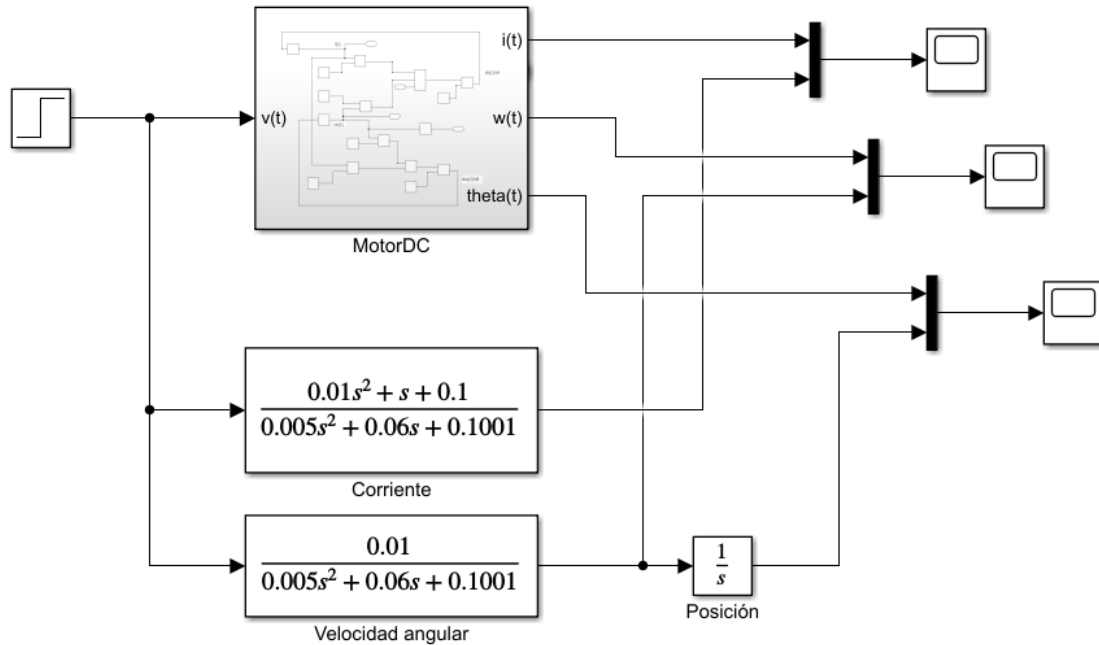 i(t)
v(t)
w(t)
theta(t)
MotorDC
0.01s² + s + 0.1
0.005s² + 0.06s + 0.1001
Corriente
0.01
0.005s² + 0.06s + 0.1001
Velocidad angular
1
s
Posición